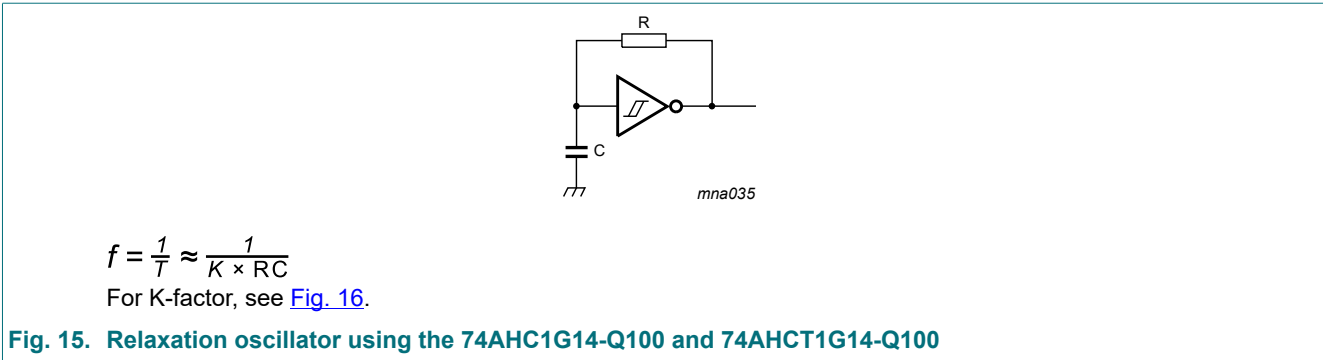 R
C
mna035
f = 1/T ≈ 1/(K × RC)
For K-factor, see Fig. 16.
Fig. 15. Relaxation oscillator using the 74AHC1G14-Q100 and 74AHCT1G14-Q100